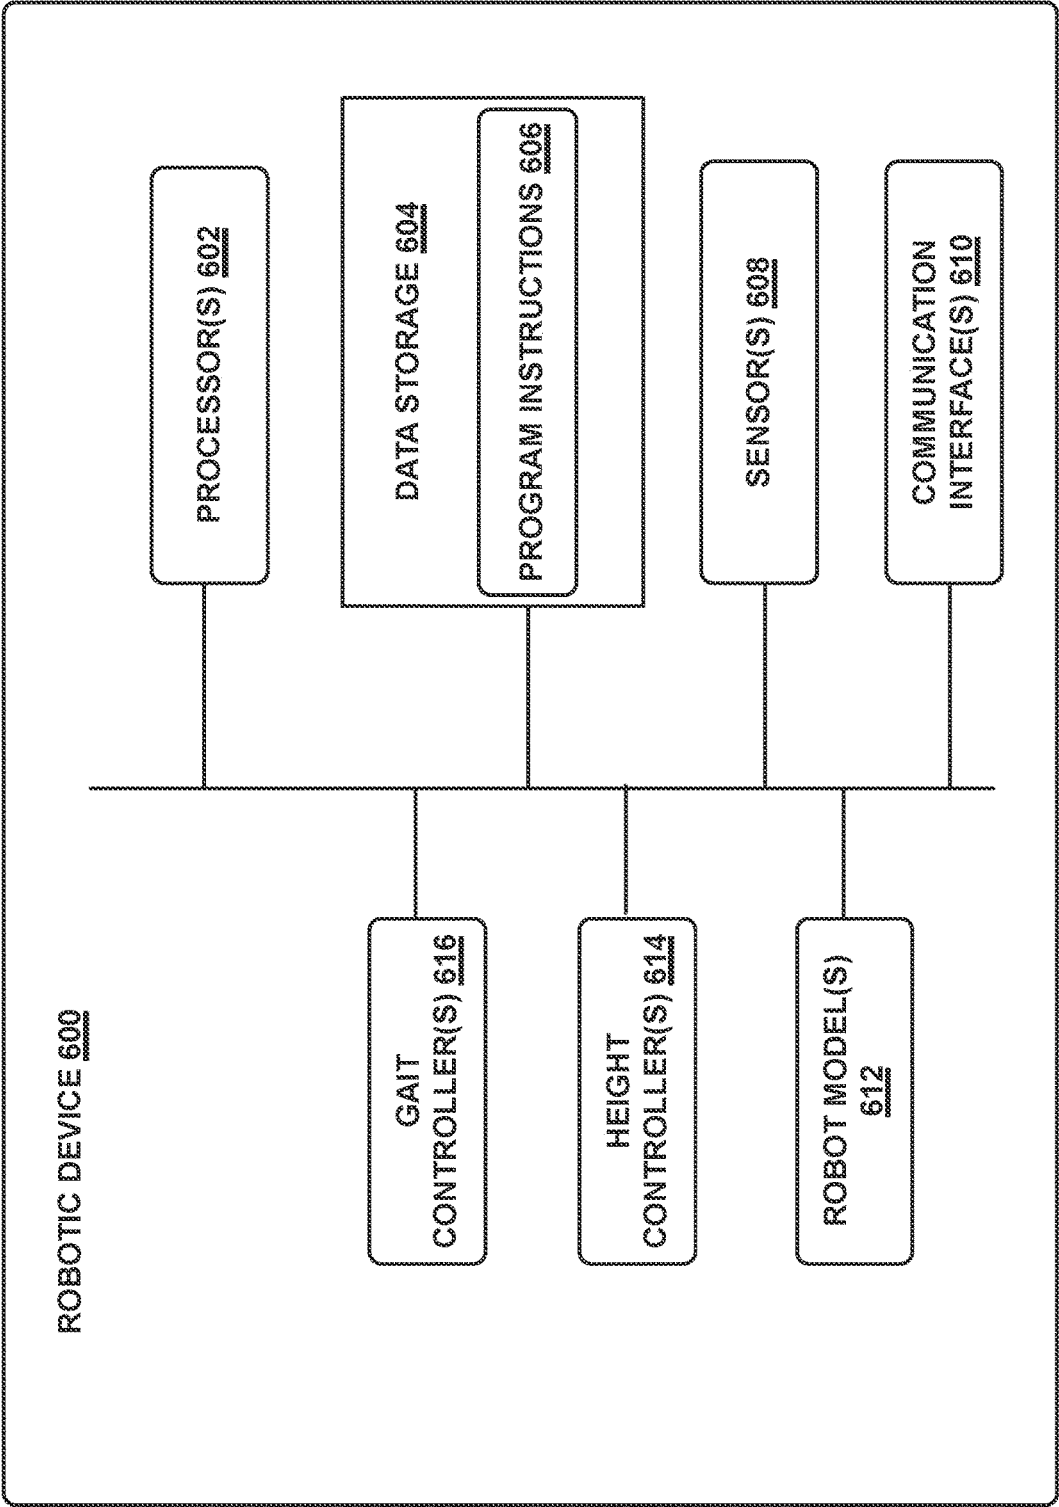 ROBOTIC DEVICE 600
PROCESSOR(S) 602
DATA STORAGE 604
PROGRAM INSTRUCTIONS 606
SENSOR(S) 608
COMMUNICATION
INTERFACE(S) 610
GAIT
CONTROLLER(S) 616
HEIGHT
CONTROLLER(S) 614
ROBOT MODEL(S)
612